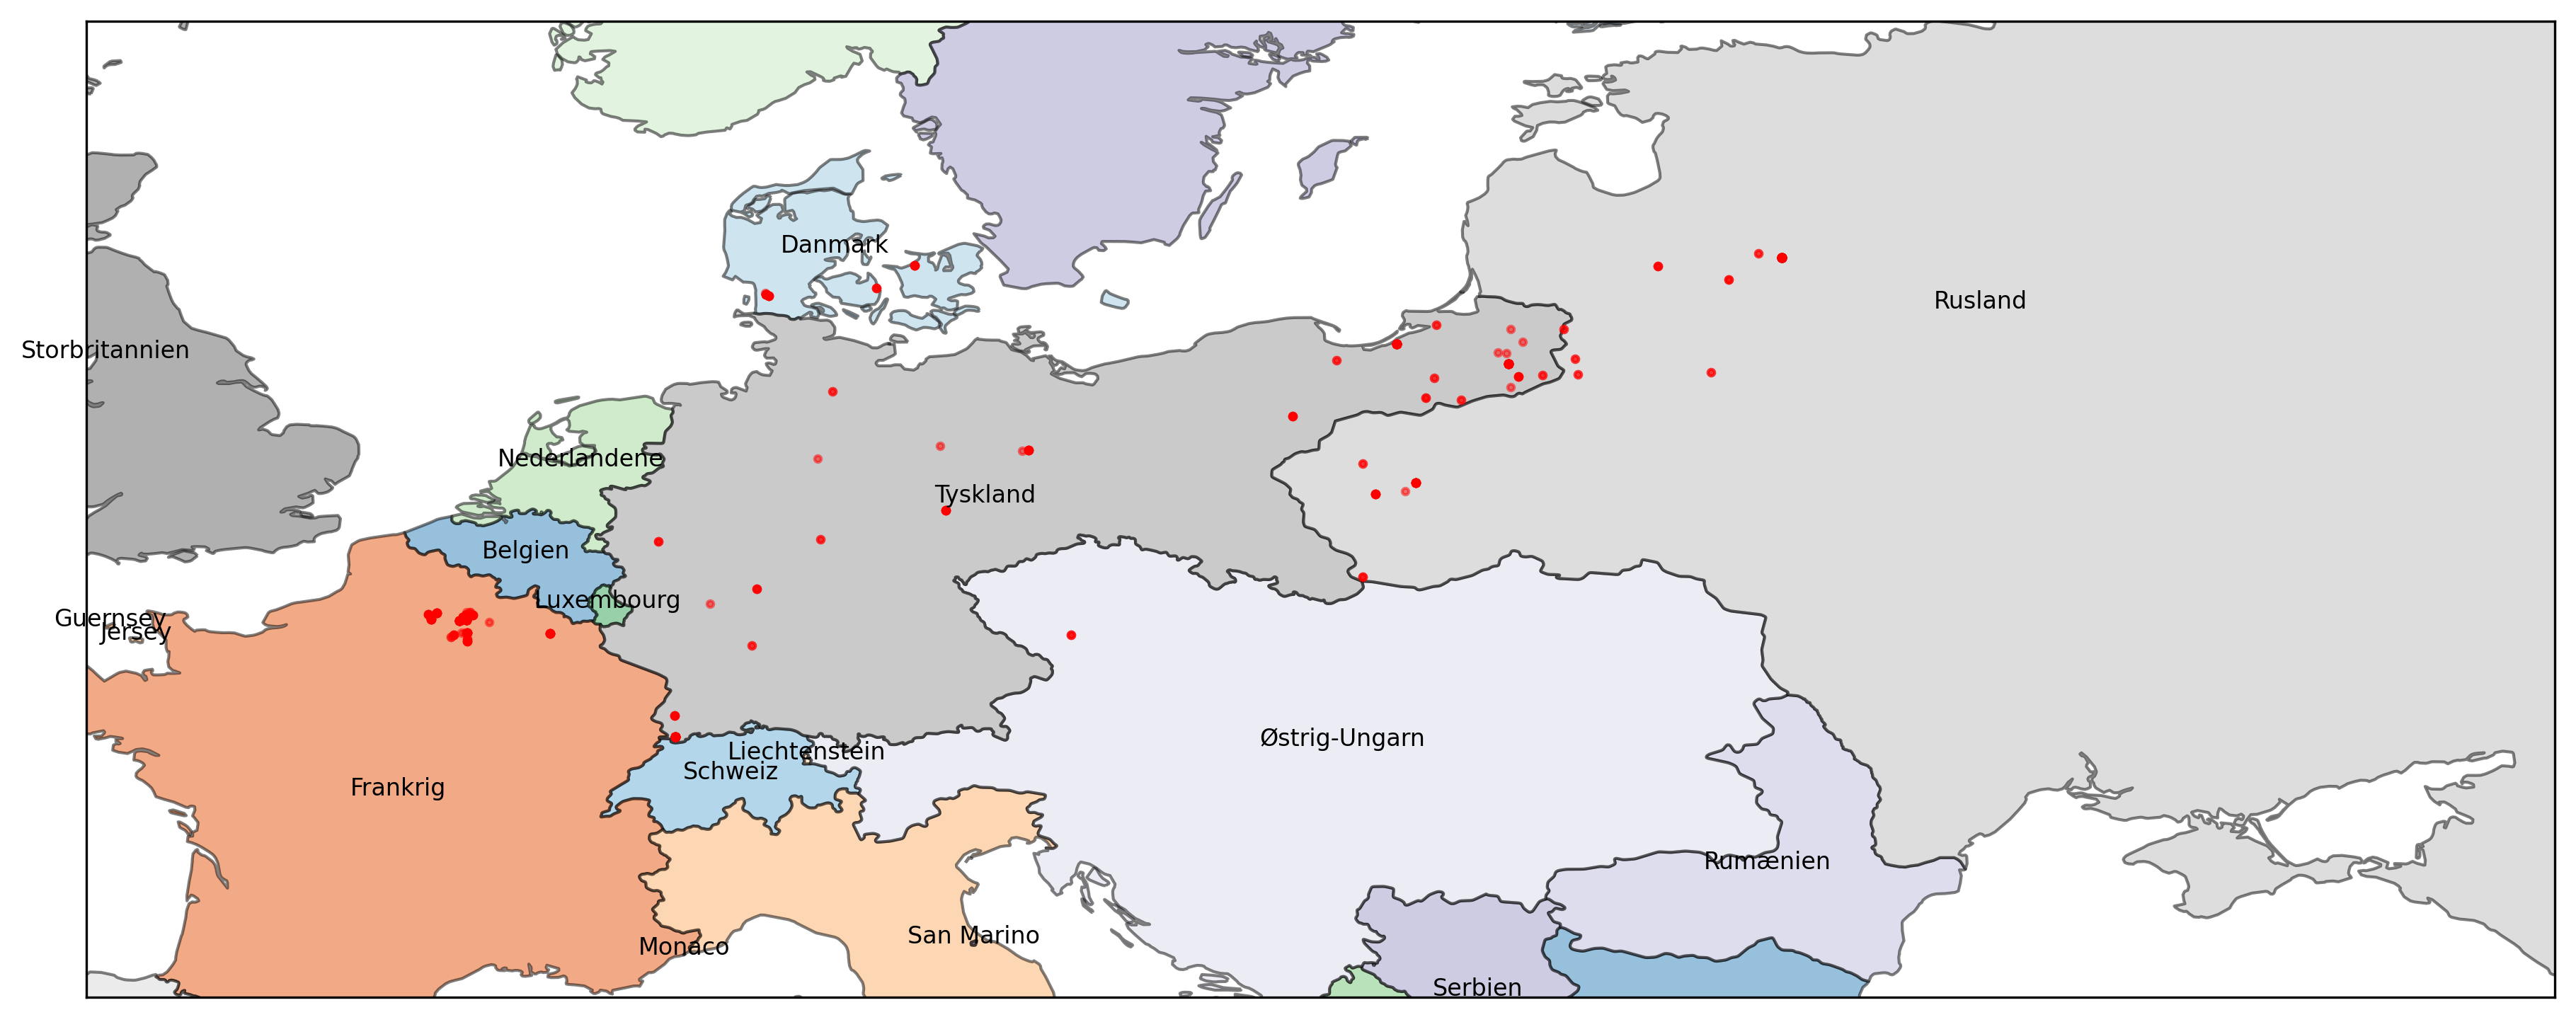 Danmark
Rusland
Storbritannien
Nederlandene
Tyskland
Belgien
Luxembourg
Guernsey
Jersey
Østrig-Ungarn
Liechtenstein
Schweiz
Frankrig
Rumænien
San Marino
Monaco
Serbien